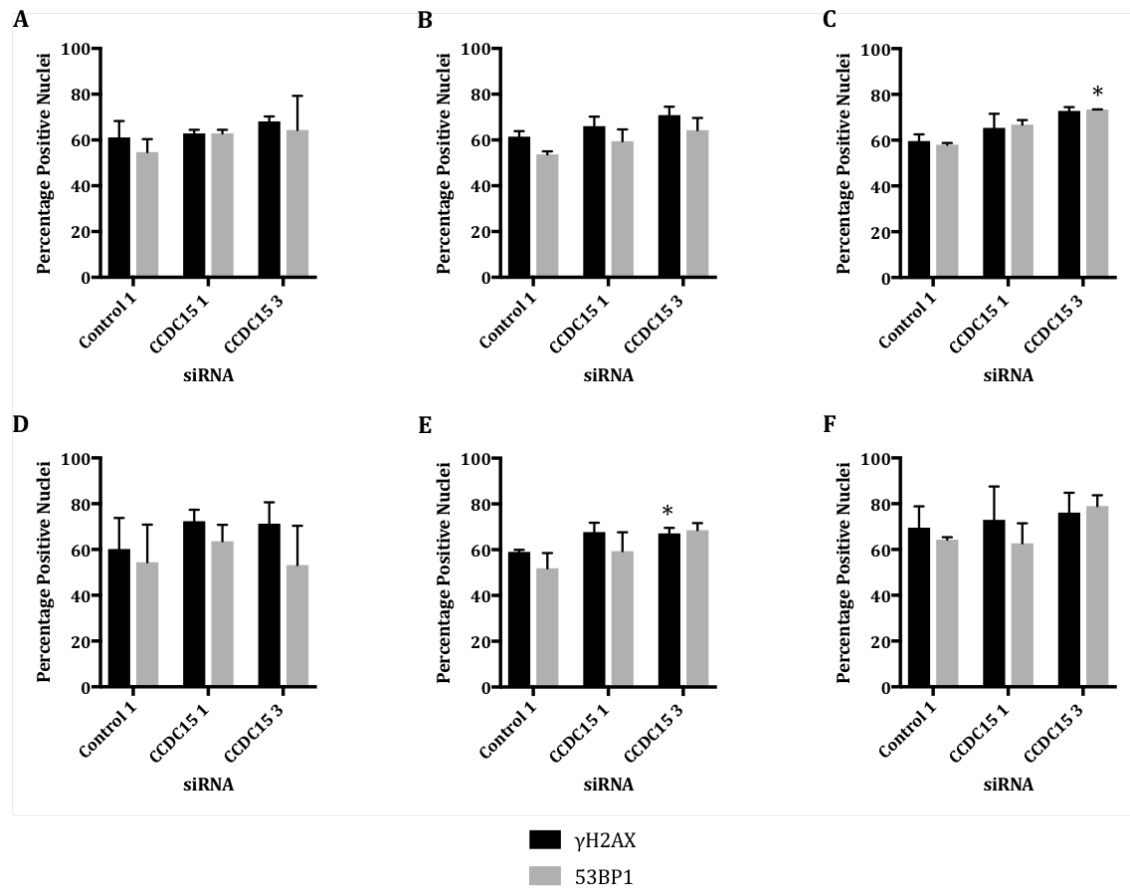 A
Percentage Positive Nuclei
100
80
60
40
20
0
Control 1
CCDC15 1
CCDC15 3
siRNA
B
Percentage Positive Nuclei
100
80
60
40
20
0
Control 1
CCDC15 1
CCDC15 3
siRNA
C
Percentage Positive Nuclei
100
80
60
40
20
0
*
Control 1
CCDC15 1
CCDC15 3
siRNA
D
Percentage Positive Nuclei
100
80
60
40
20
0
Control 1
CCDC15 1
CCDC15 3
siRNA
E
Percentage Positive Nuclei
100
80
60
40
20
0
*
Control 1
CCDC15 1
CCDC15 3
siRNA
F
Percentage Positive Nuclei
100
80
60
40
20
0
Control 1
CCDC15 1
CCDC15 3
siRNA
γH2AX
53BP1